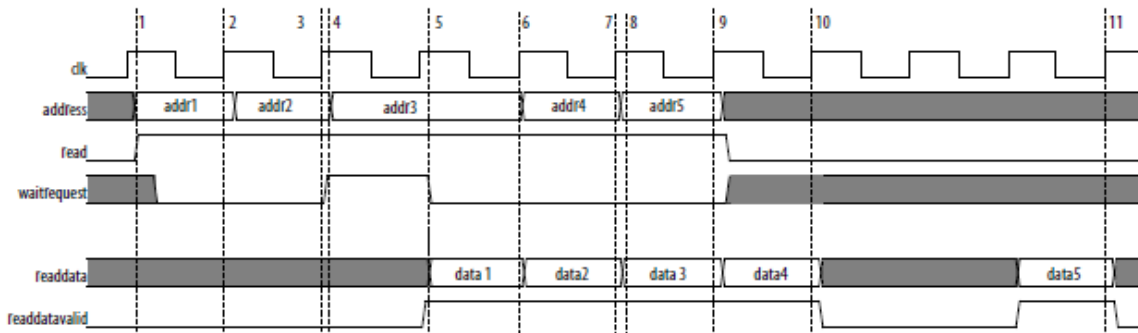 1 2 3 4 5 6 7 8 9 10 11
clk
address addr1 addr2 addr3 addr4 addr5
read
waitrequest
readdata data 1 data2 data 3 data4 data5
readdatavalid